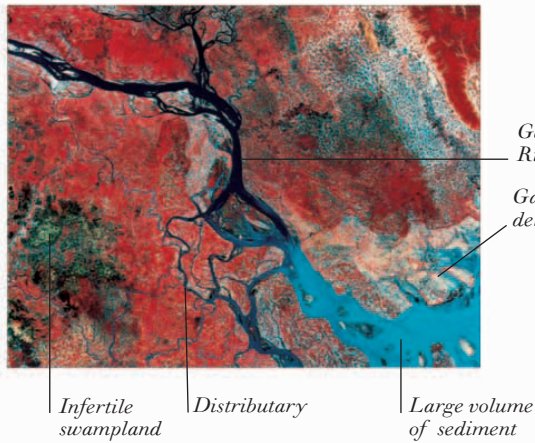 Infertile
swampland
Distributary
Large volume
of sediment